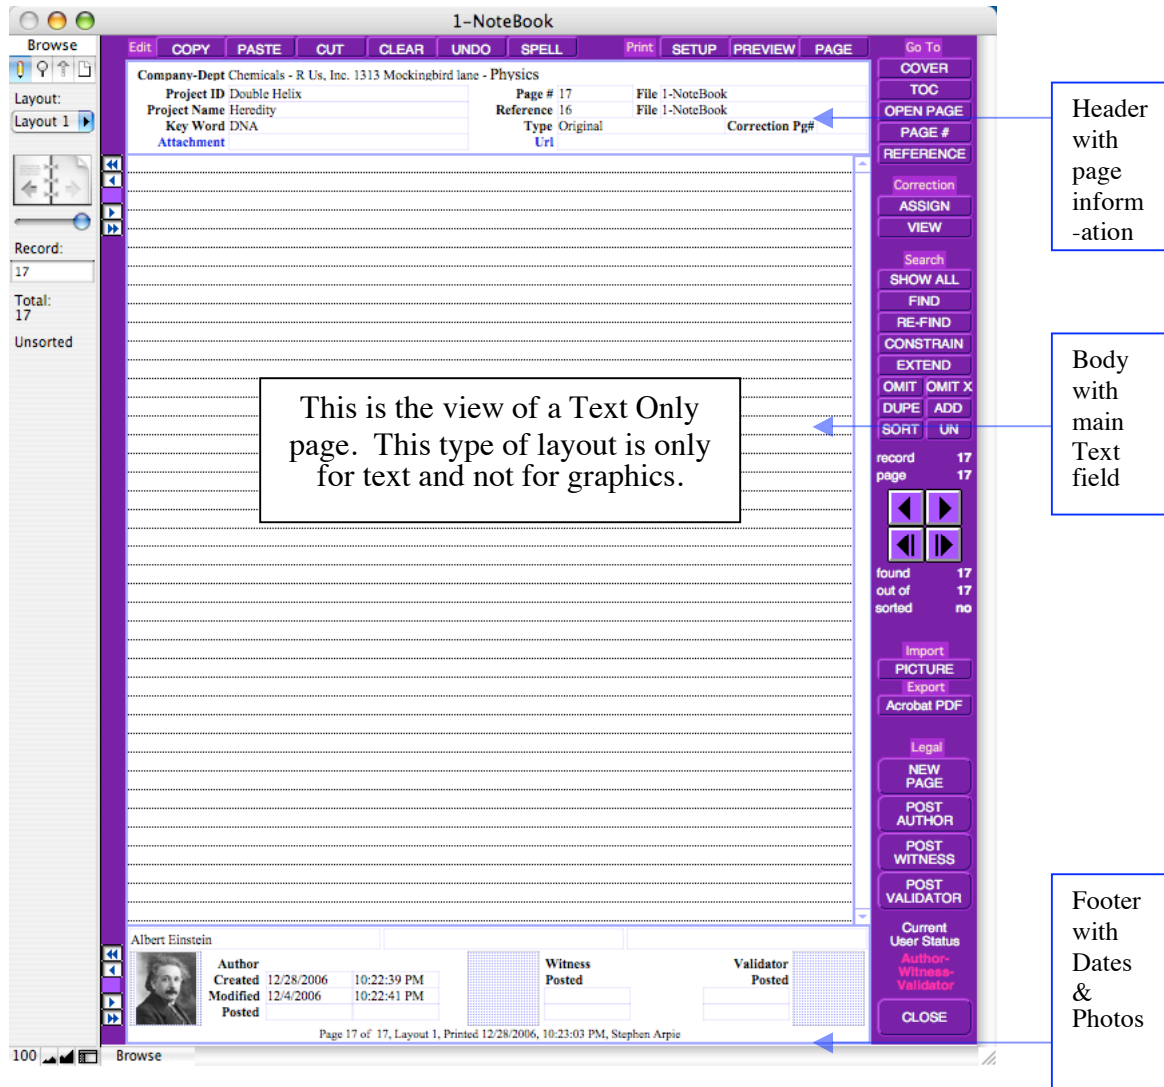 1-NoteBook
Browse
Layout:
Layout 1
Record:
17
Total:
17
Unsorted
Edit COPY PASTE CUT CLEAR UNDO SPELL Print SETUP PREVIEW PAGE
Company-Dept Chemicals - R Us, Inc. 1313 Mockingbird lane - Physics
Project ID Double Helix Page # 17 File 1-NoteBook
Project Name Heredity Reference 16 File 1-NoteBook
Key Word DNA Type Original Correction Pg#
Attachment Url
This is the view of a Text Only
page. This type of layout is only
for text and not for graphics.
Albert Einstein
Author Witness Validator
Created 12/28/2006 10:22:39 PM Posted Posted
Modified 12/4/2006 10:22:41 PM
Posted
Page 17 of 17, Layout 1, Printed 12/28/2006, 10:23:03 PM, Stephen Arpie
100 Browse
Go To
COVER
TOC
OPEN PAGE
PAGE #
REFERENCE
Correction
ASSIGN
VIEW
Search
SHOW ALL
FIND
RE-FIND
CONSTRAIN
EXTEND
OMIT OMIT X
DUPE ADD
SORT UN
record 17
page 17
found 17
out of 17
sorted no
Import
PICTURE
Export
Acrobat PDF
Legal
NEW
PAGE
POST
AUTHOR
POST
WITNESS
POST
VALIDATOR
Current
User Status
Author-
Witness-
Validator
CLOSE
Header
with
page
inform
-ation
Body
with
main
Text
field
Footer
with
Dates
&
Photos